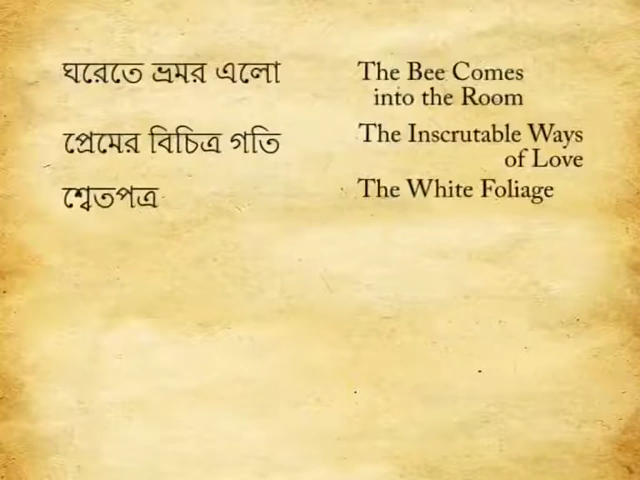 ঘরেতে ভ্রমর এলো
The Bee Comes
into the Room
প্রেমের বিচিত্র গতি
The Inscrutable Ways
of Love
শ্বেতপত্র
The White Foliage